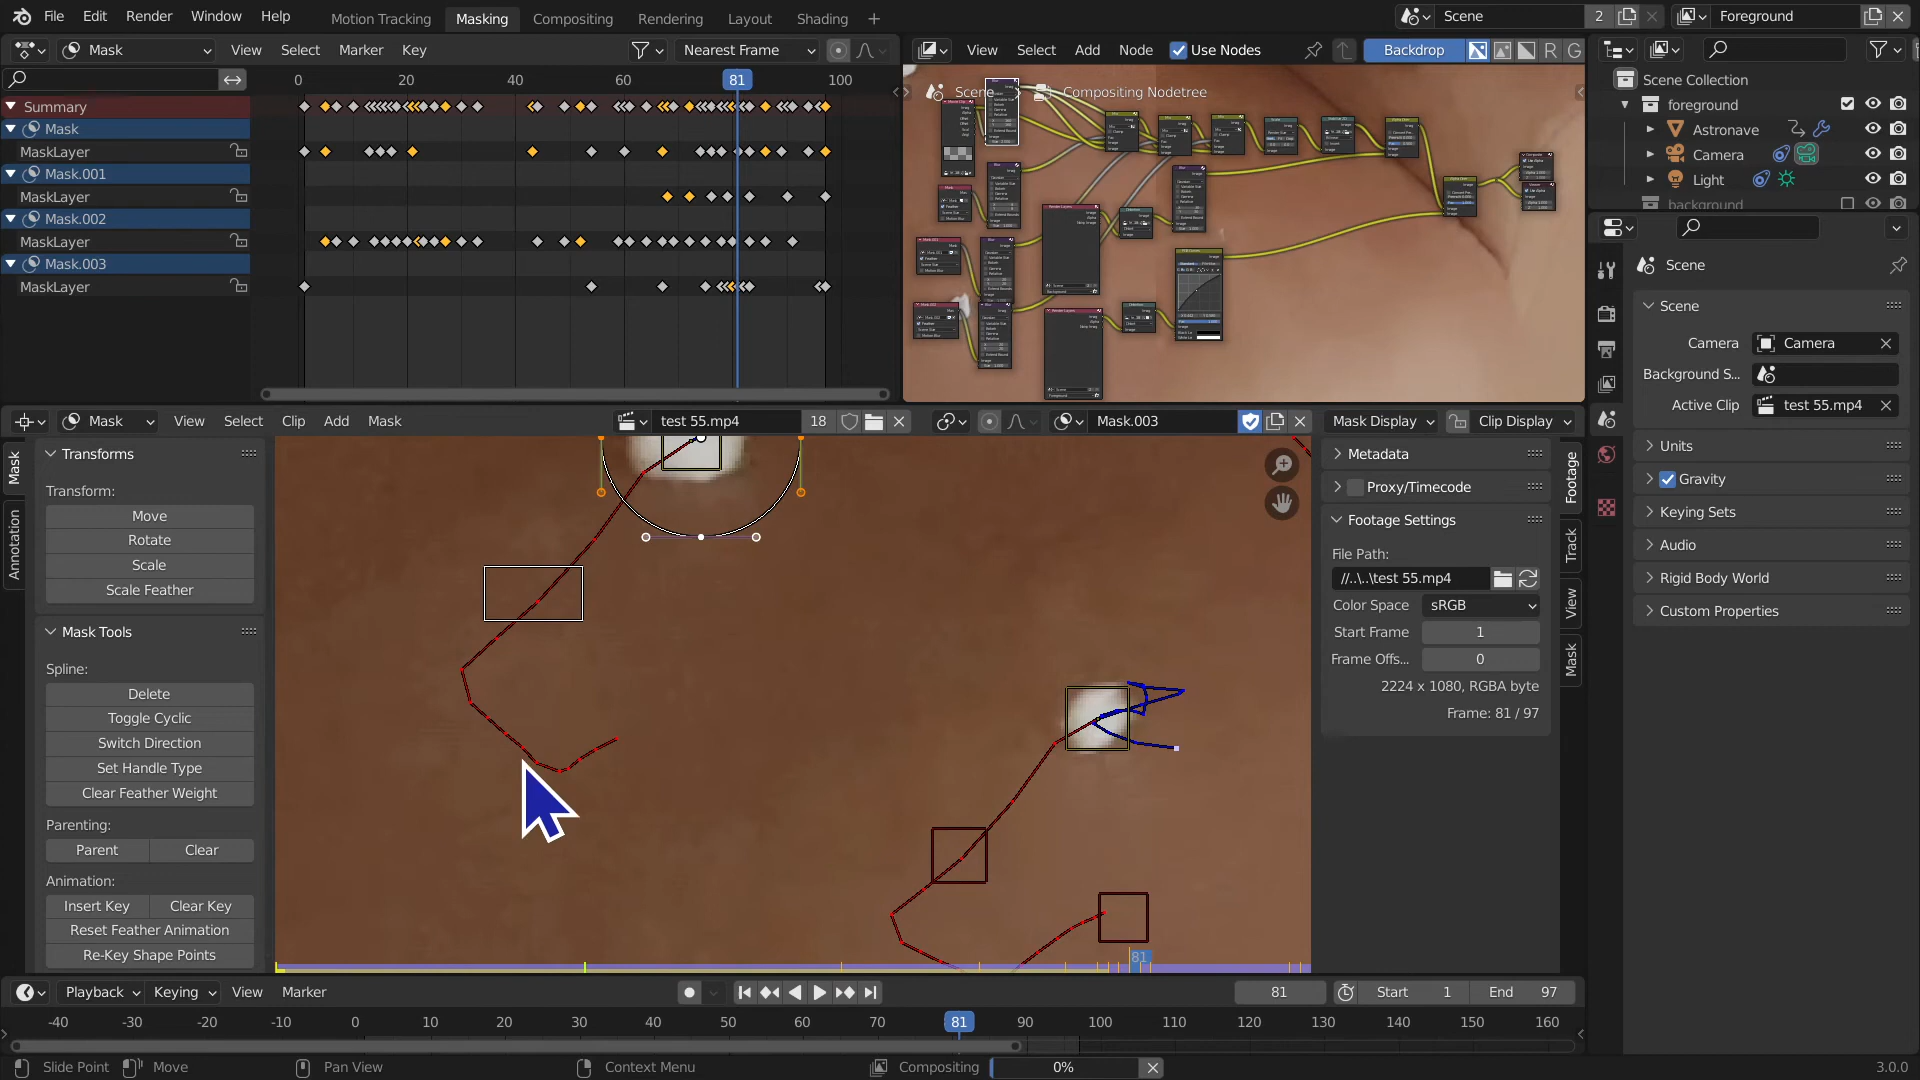 File Edit Render Window Help Motion Tracking Masking Compositing Rendering Layout Shading + Scene 2 Foreground
Mask View Select Marker Key Nearest Frame
View Select Add Node Use Nodes Backdrop R G
0 20 40 60 81 100
Scene Compositing Nodetree
Summary
Mask
MaskLayer
Mask.001
MaskLayer
Mask.002
MaskLayer
Mask.003
MaskLayer
Scene Collection
foreground
Astronave
Camera
Light
background
Scene
Scene
Camera Camera
Background S...
Active Clip test 55.mp4
Units
Gravity
Keying Sets
Audio
Rigid Body World
Custom Properties
Mask View Select Clip Add Mask test 55.mp4 18 Mask.003 Mask Display Clip Display
Mask
Annotation
Transforms
Transform:
Move
Rotate
Scale
Scale Feather
Mask Tools
Spline:
Delete
Toggle Cyclic
Switch Direction
Set Handle Type
Clear Feather Weight
Parenting:
Parent Clear
Animation:
Insert Key Clear Key
Reset Feather Animation
Re-Key Shape Points
81
Metadata
Proxy/Timecode
Footage Settings
File Path:
//..\..\test 55.mp4
Color Space sRGB
Start Frame 1
Frame Offs... 0
2224 x 1080, RGBA byte
Frame: 81 / 97
Footage
Track
View
Mask
Playback Keying View Marker 81 Start 1 End 97
-40 -30 -20 -10 0 10 20 30 40 50 60 70 81 90 100 110 120 130 140 150 160
Slide Point Move Pan View Context Menu Compositing 0% 3.0.0